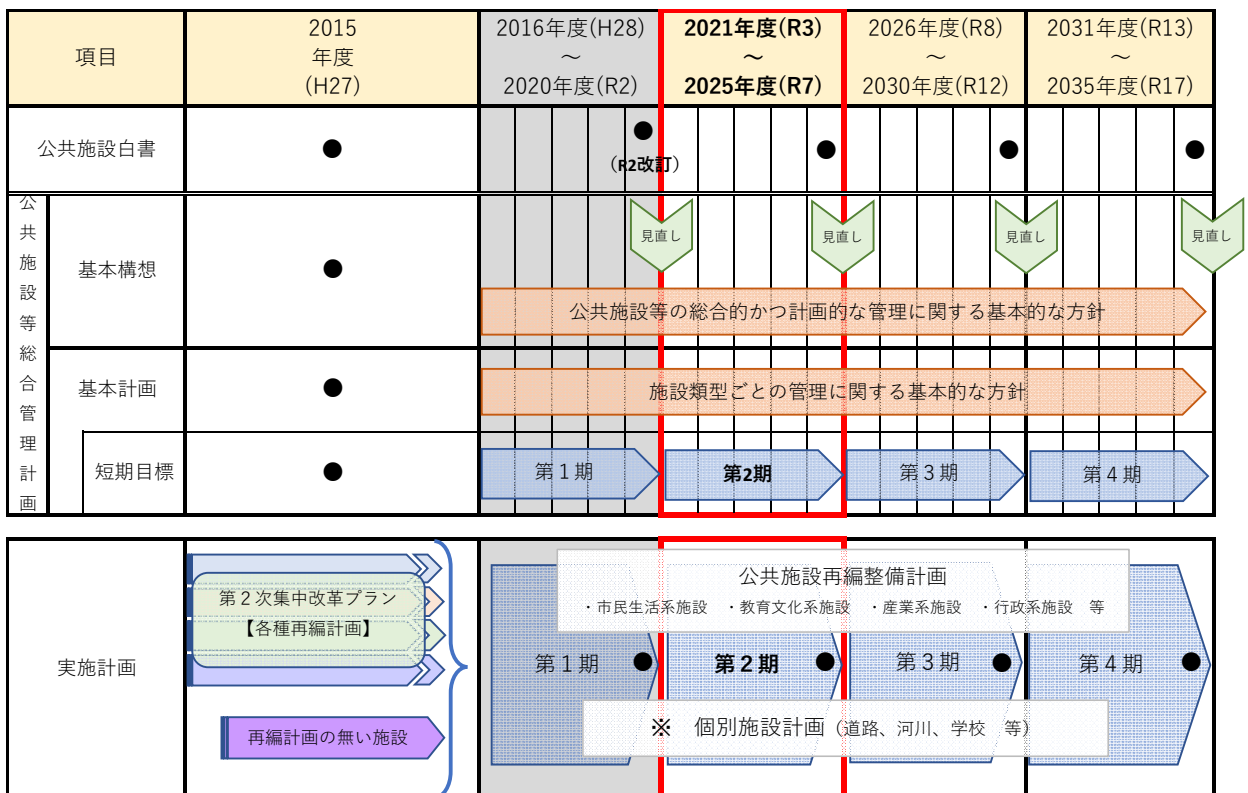 項目
2015
年度
(H27)
2016年度(H28)
～
2020年度(R2)
2021年度(R3)
～
2025年度(R7)
2026年度(R8)
～
2030年度(R12)
2031年度(R13)
～
2035年度(R17)
公共施設白書
（R2改訂）
公共施設等総合管理計画
基本構想
見直し
見直し
見直し
見直し
公共施設等の総合的かつ計画的な管理に関する基本的な方針
基本計画
施設類型ごとの管理に関する基本的な方針
短期目標
第１期
第2期
第３期
第４期
実施計画
第２次集中改革プラン
【各種再編計画】
再編計画の無い施設
公共施設再編整備計画
・市民生活系施設　・教育文化系施設　・産業系施設　・行政系施設　等
第１期
第２期
第３期
第４期
※　個別施設計画（道路、河川、学校　等）